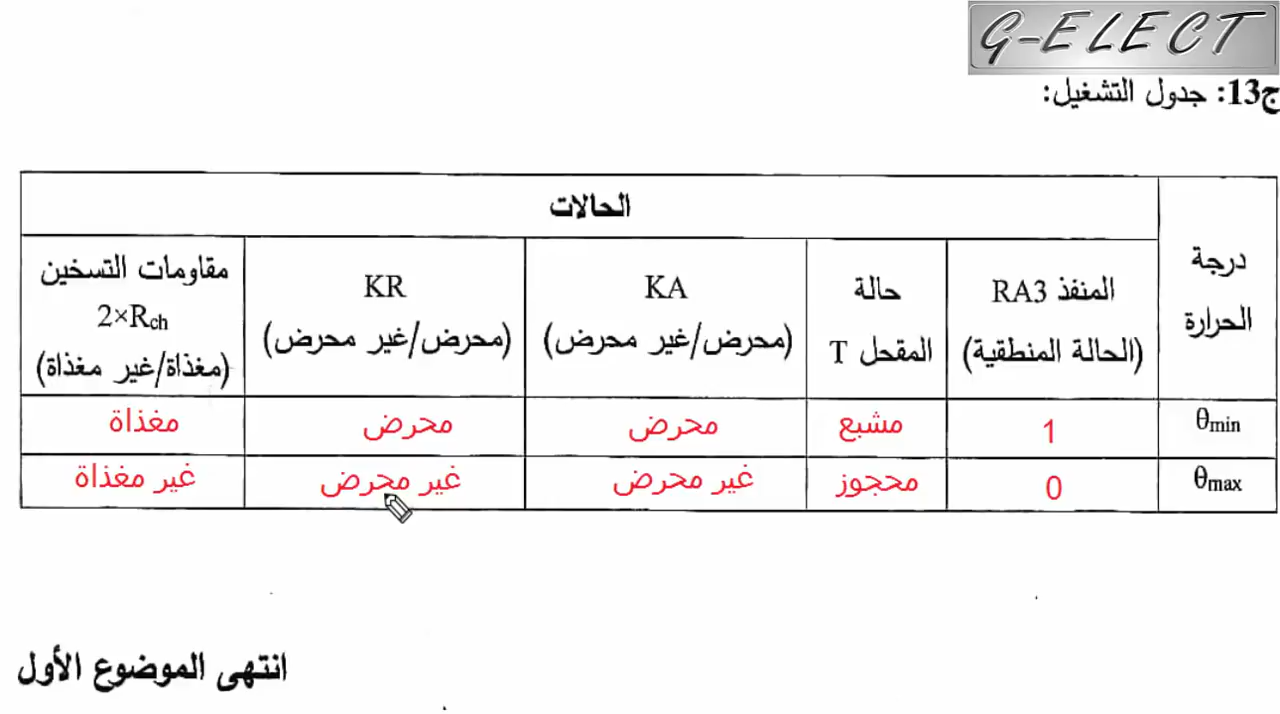 G-ELECT
ج13: جدول التشغيل:
درجة الحرارة
الحالات
المنفذ RA3
(الحالة المنطقية)
حالة
المقحل T
KA
(محرض/غير محرض)
KR
(محرض/غير محرض)
مقاومات التسخين
2×Rch
(مغذاة/غير مغذاة)
θmin 1 مشبع محرض محرض مغذاة
θmax 0 محجوز غير محرض غير محرض غير مغذاة
انتهى الموضوع الأول